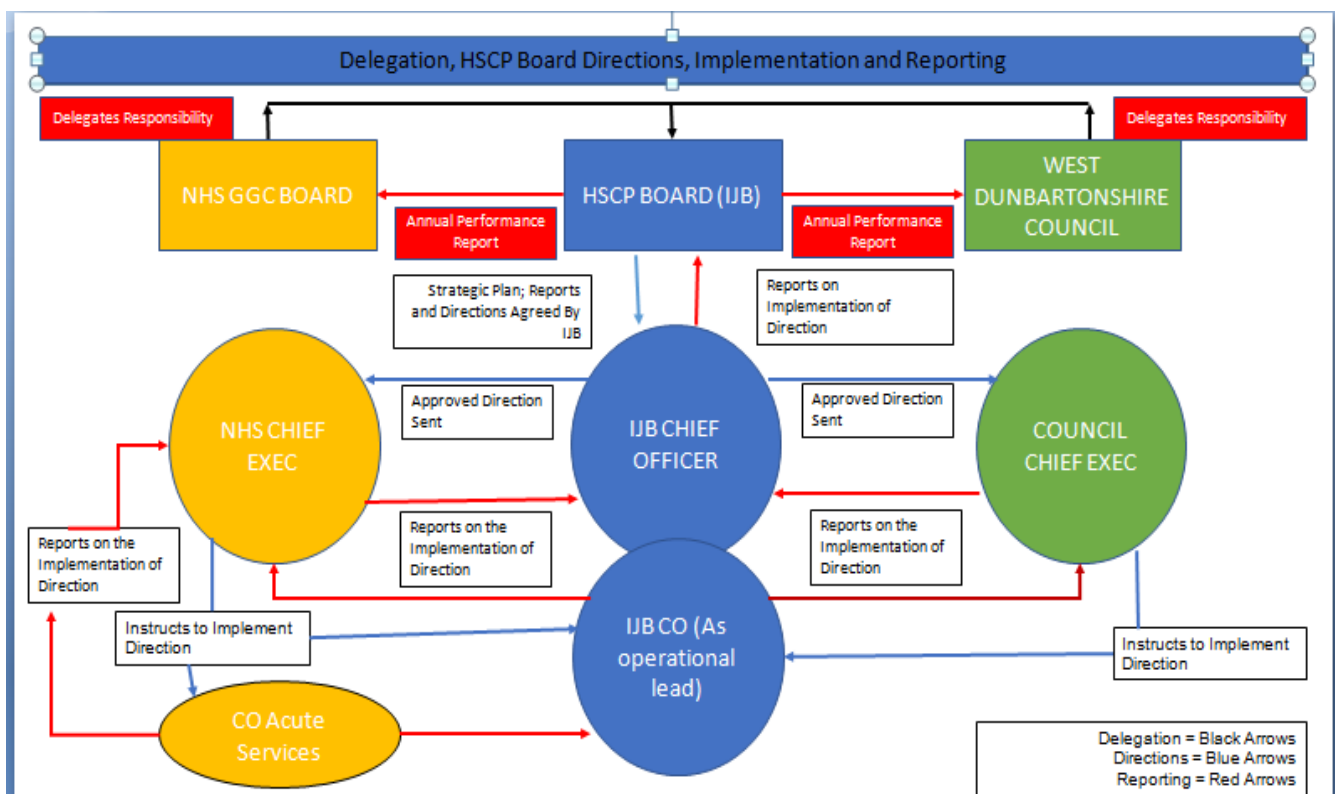 Delegation, HSCP Board Directions, Implementation and Reporting
Delegates Responsibility
Delegates Responsibility
NHS GGC BOARD
HSCP BOARD (IJB)
WEST
DUNBARTONSHIRE
COUNCIL
Annual Performance
Report
Annual Performance
Report
Strategic Plan; Reports
and Directions Agreed By
IJB
Reports on
Implementation of
Direction
NHS CHIEF
EXEC
Approved Direction
Sent
IJB CHIEF
OFFICER
Approved Direction
Sent
COUNCIL
CHIEF EXEC
Reports on the
Implementation of
Direction
Reports on the
Implementation of
Direction
Reports on the
Implementation of
Direction
Instructs to Implement
Direction
IJB CO (As
operational
lead)
Instructs to Implement
Direction
CO Acute
Services
Delegation = Black Arrows
Directions = Blue Arrows
Reporting = Red Arrows